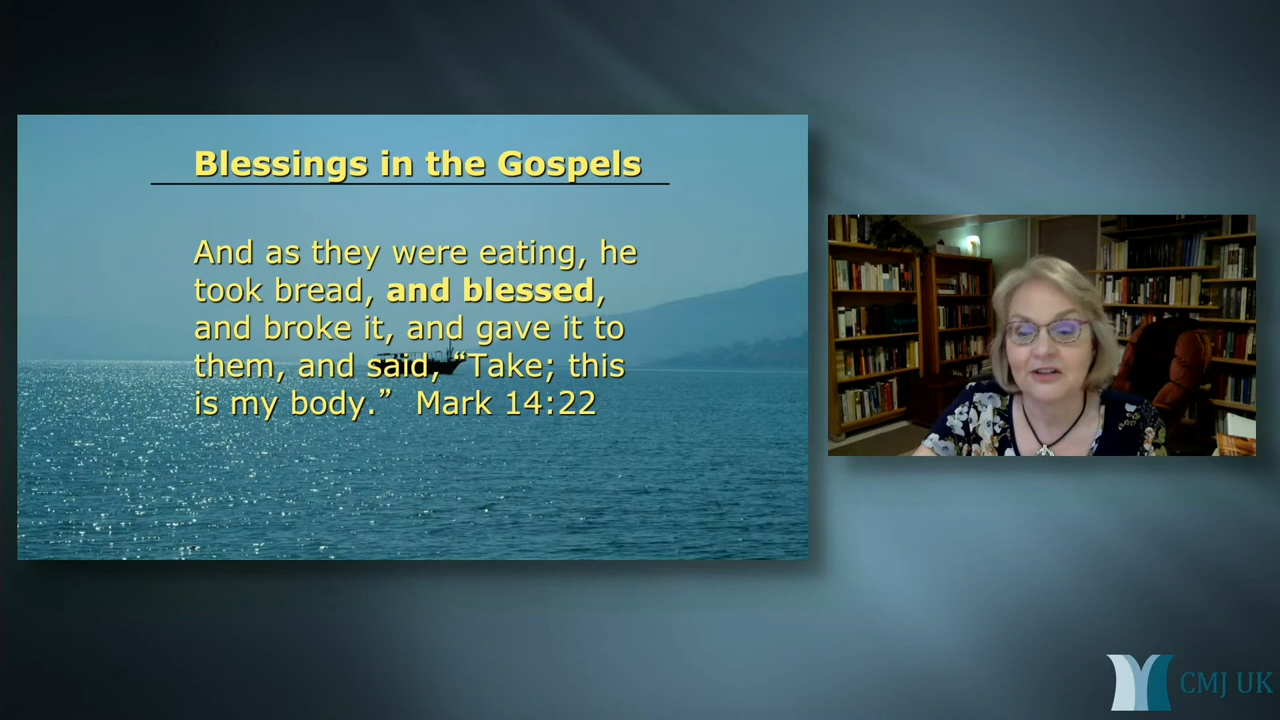 Blessings in the Gospels
And as they were eating, he
took bread, and blessed,
and broke it, and gave it to
them, and said, “Take; this
is my body.” Mark 14:22
CMJ UK